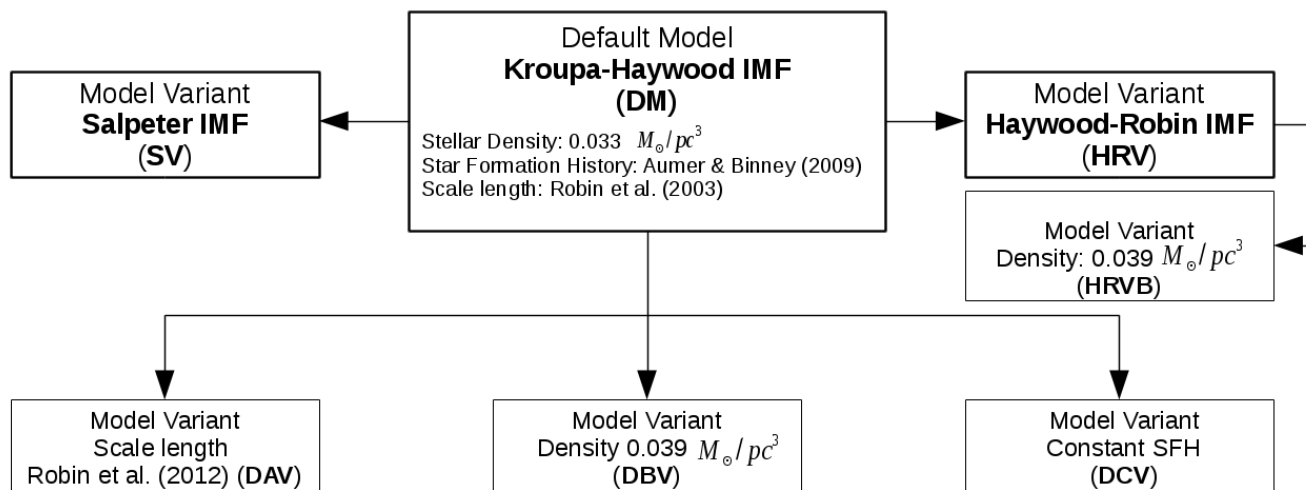 Default Model
Kroupa-Haywood IMF
(DM)
Stellar Density: 0.033 M⊙/pc³
Star Formation History: Aumer & Binney (2009)
Scale length: Robin et al. (2003)
Model Variant
Salpeter IMF
(SV)
Model Variant
Haywood-Robin IMF
(HRV)
Model Variant
Density: 0.039 M⊙/pc³
(HRVB)
Model Variant
Scale length
Robin et al. (2012) (DAV)
Model Variant
Density 0.039 M⊙/pc³
(DBV)
Model Variant
Constant SFH
(DCV)